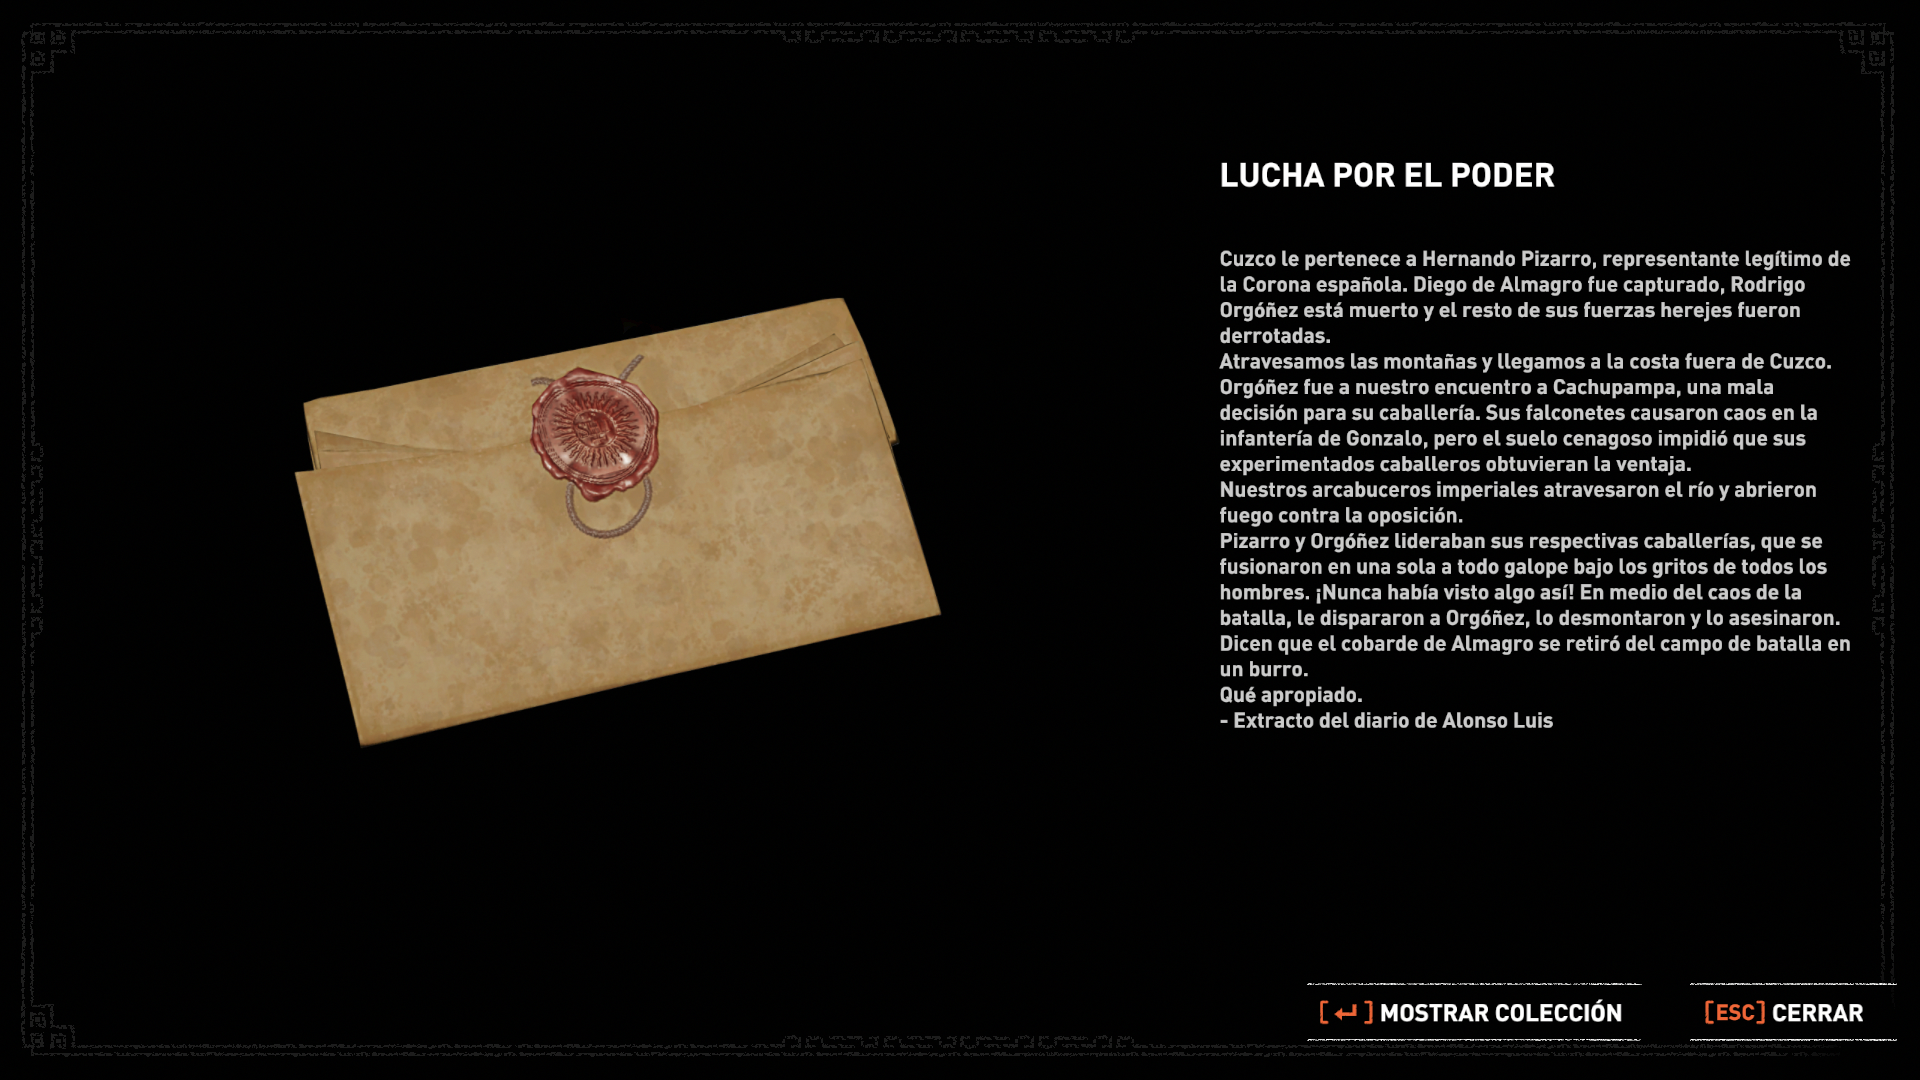 LUCHA POR EL PODER
Cuzco le pertenece a Hernando Pizarro, representante legítimo de
la Corona española. Diego de Almagro fue capturado, Rodrigo
Orgóñez está muerto y el resto de sus fuerzas herejes fueron
derrotadas.
Atravesamos las montañas y llegamos a la costa fuera de Cuzco.
Orgóñez fue a nuestro encuentro a Cachupampa, una mala
decisión para su caballería. Sus falconetes causaron caos en la
infantería de Gonzalo, pero el suelo cenagoso impidió que sus
experimentados caballeros obtuvieran la ventaja.
Nuestros arcabuceros imperiales atravesaron el río y abrieron
fuego contra la oposición.
Pizarro y Orgóñez lideraban sus respectivas caballerías, que se
fusionaron en una sola a todo galope bajo los gritos de todos los
hombres. ¡Nunca había visto algo así! En medio del caos de la
batalla, le dispararon a Orgóñez, lo desmontaron y lo asesinaron.
Dicen que el cobarde de Almagro se retiró del campo de batalla en
un burro.
Qué apropiado.
- Extracto del diario de Alonso Luis
[↵] MOSTRAR COLECCIÓN
[ESC] CERRAR